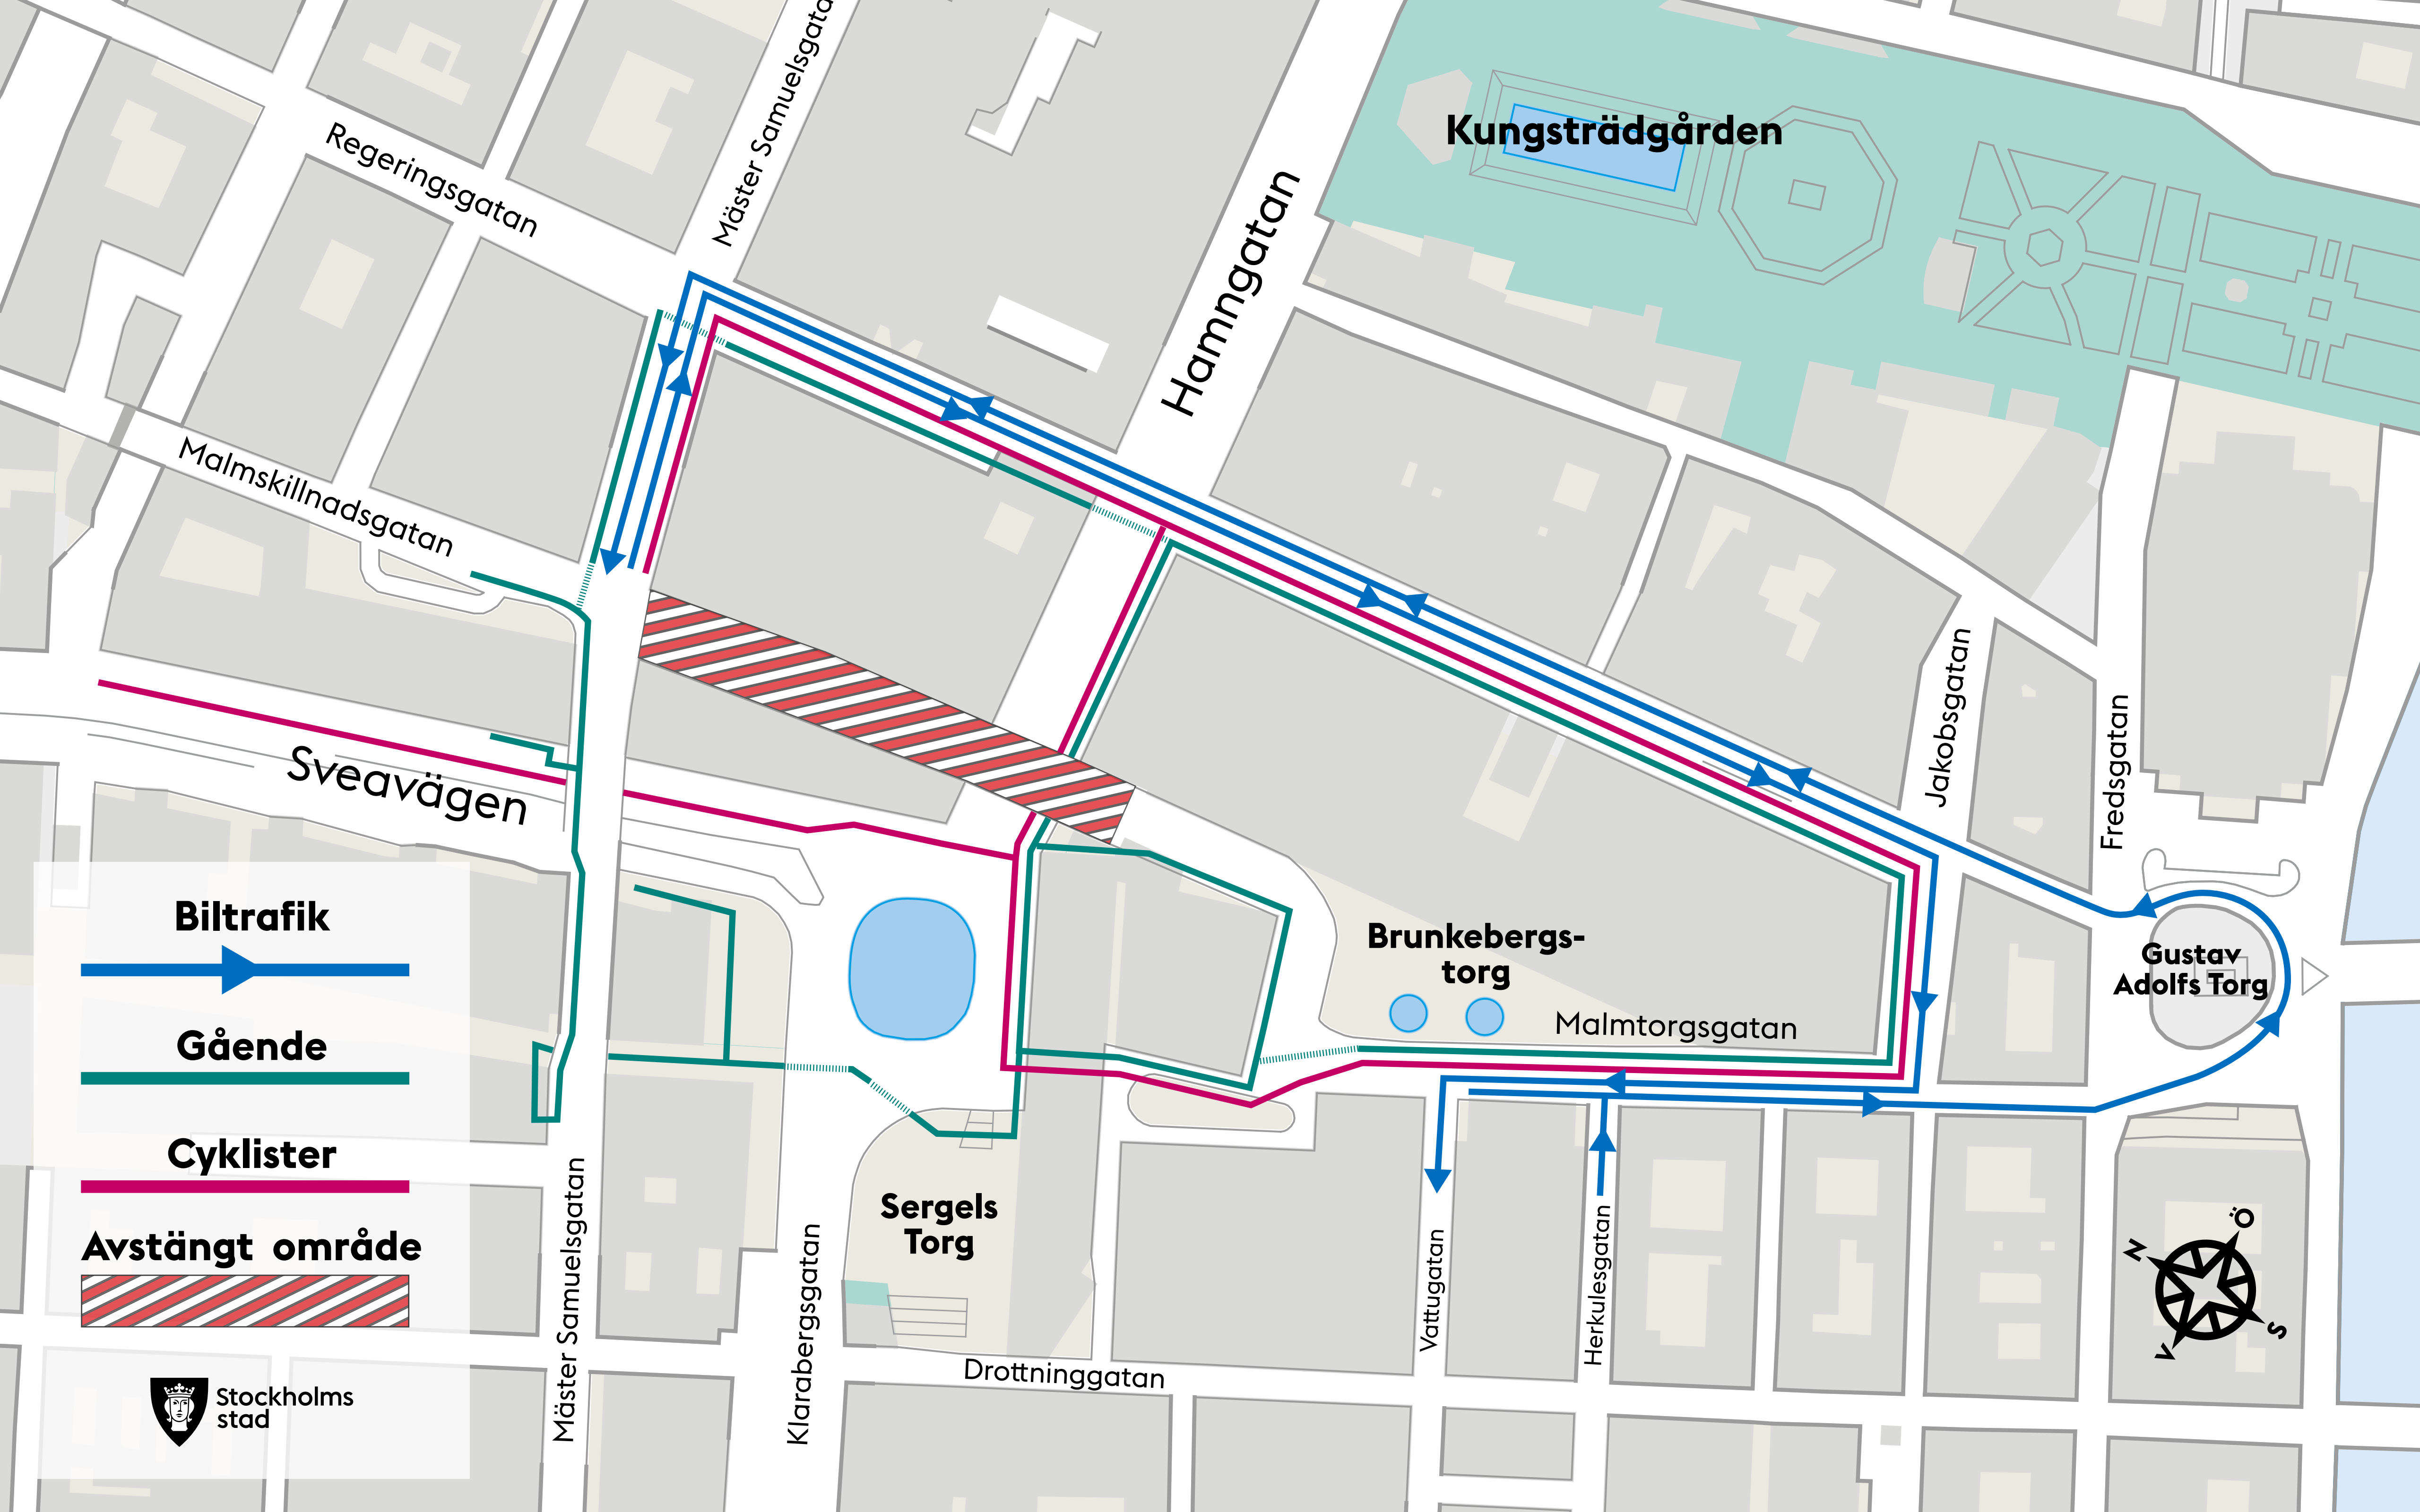 Mäster Samuelsgatan
Kungsträdgården
Regeringsgatan
Hamngatan
Malmskillnadsgatan
Sveavägen
Jakobsgatan
Fredsgatan
Brunkebergs-
torg
Gustav
Adolfs Torg
Malmtorgsgatan
Biltrafik
Gående
Cyklister
Avstängt område
Stockholms
stad
Mäster Samuelsgatan
Klarabergsgatan
Sergels
Torg
Drottninggatan
Vattugatan
Herkulesgatan
N
Ö
S
V